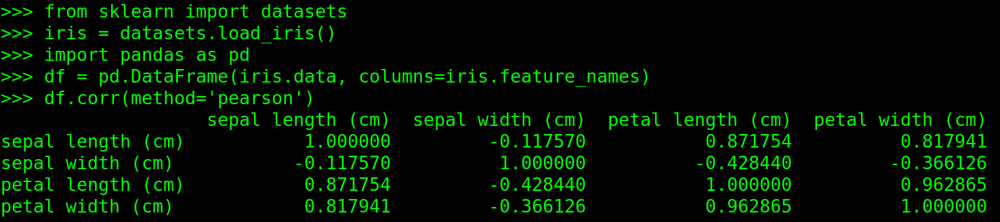 >>> from sklearn import datasets
>>> iris = datasets.load_iris()
>>> import pandas as pd
>>> df = pd.DataFrame(iris.data, columns=iris.feature_names)
>>> df.corr(method='pearson')
                   sepal length (cm)  sepal width (cm)  petal length (cm)  petal width (cm)
sepal length (cm)           1.000000         -0.117570           0.871754          0.817941
sepal width (cm)           -0.117570          1.000000          -0.428440         -0.366126
petal length (cm)           0.871754         -0.428440           1.000000          0.962865
petal width (cm)            0.817941         -0.366126           0.962865          1.000000